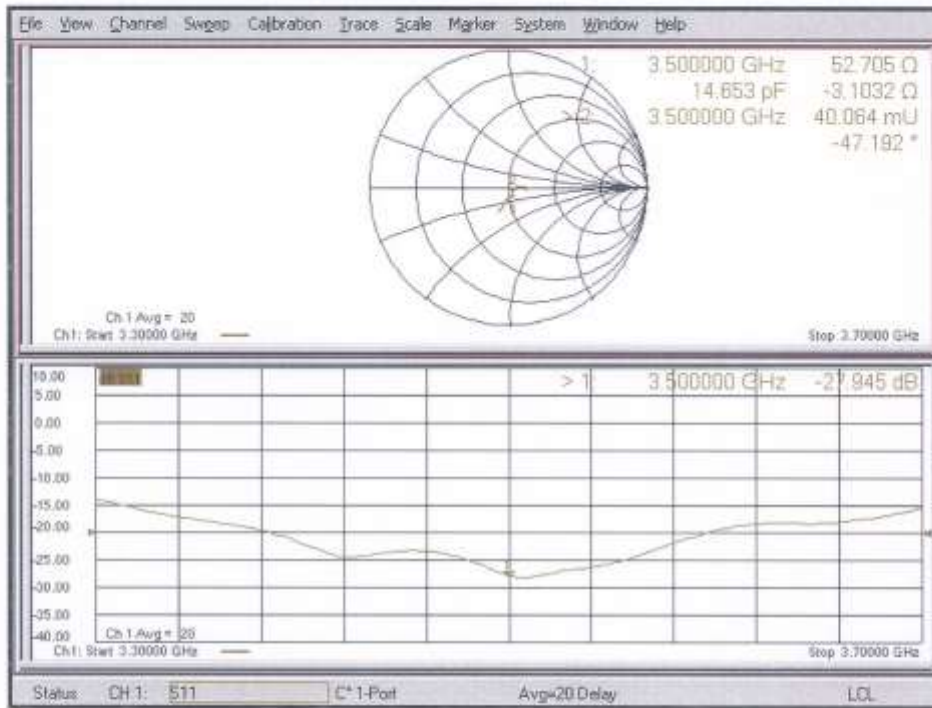 File View Channel Sweep Calibration Trace Scale Marker System Window Help
1: 3.500000 GHz 52.705 Ω
14.653 pF -3.1032 Ω
>2: 3.500000 GHz 40.064 mU
-47.192 °
Ch 1 Avg = 20
Ch1: Start 3.30000 GHz
Stop 3.70000 GHz
10.00
> 1: 3.500000 GHz -27.945 dB
5.00
0.00
-5.00
-10.00
-15.00
-20.00
-25.00
-30.00
-35.00
-40.00
Ch 1 Avg = 20
Ch1: Start 3.30000 GHz
Stop 3.70000 GHz
Status CH 1: S11 C* 1-Port Avg=20 Delay LCL